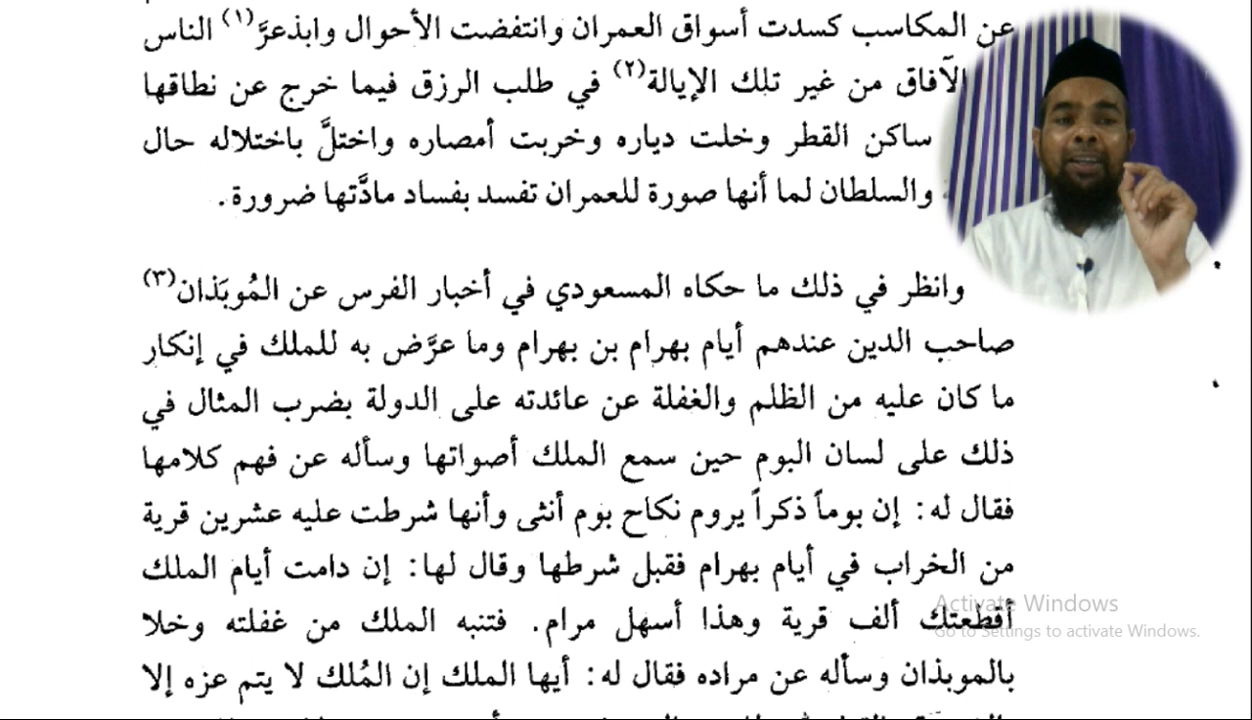 عن المكاسب كسدت أسواق العمران وانتفضت الأحوال وابذعرَّ(١) الناس
الآفاق من غير تلك الإيالة(٢) في طلب الرزق فيما خرج عن نطاقها
ساكن القطر وخلت دياره وخربت أمصاره واختلَّ باختلاله حال
والسلطان لما أنها صورة للعمران تفسد بفساد مادَّتها ضرورة.
وانظر في ذلك ما حكاه المسعودي في أخبار الفرس عن المُوبَذان(٣)
صاحب الدين عندهم أيام بهرام بن بهرام وما عرَّض به للملك في إنكار
ما كان عليه من الظلم والغفلة عن عائدته على الدولة بضرب المثال في
ذلك على لسان البوم حين سمع الملك أصواتها وسأله عن فهم كلامها
فقال له: إن بوماً ذكراً يروم نكاح بوم أنثى وأنها شرطت عليه عشرين قرية
من الخراب في أيام بهرام فقبل شرطها وقال لها: إن دامت أيام الملك
أقطعتك ألف قرية وهذا أسهل مرام. فتنبه الملك من غفلته وخلا
بالموبذان وسأله عن مراده فقال له: أيها الملك إن المُلك لا يتم عزه إلا
Activate Windows
Go to Settings to activate Windows.